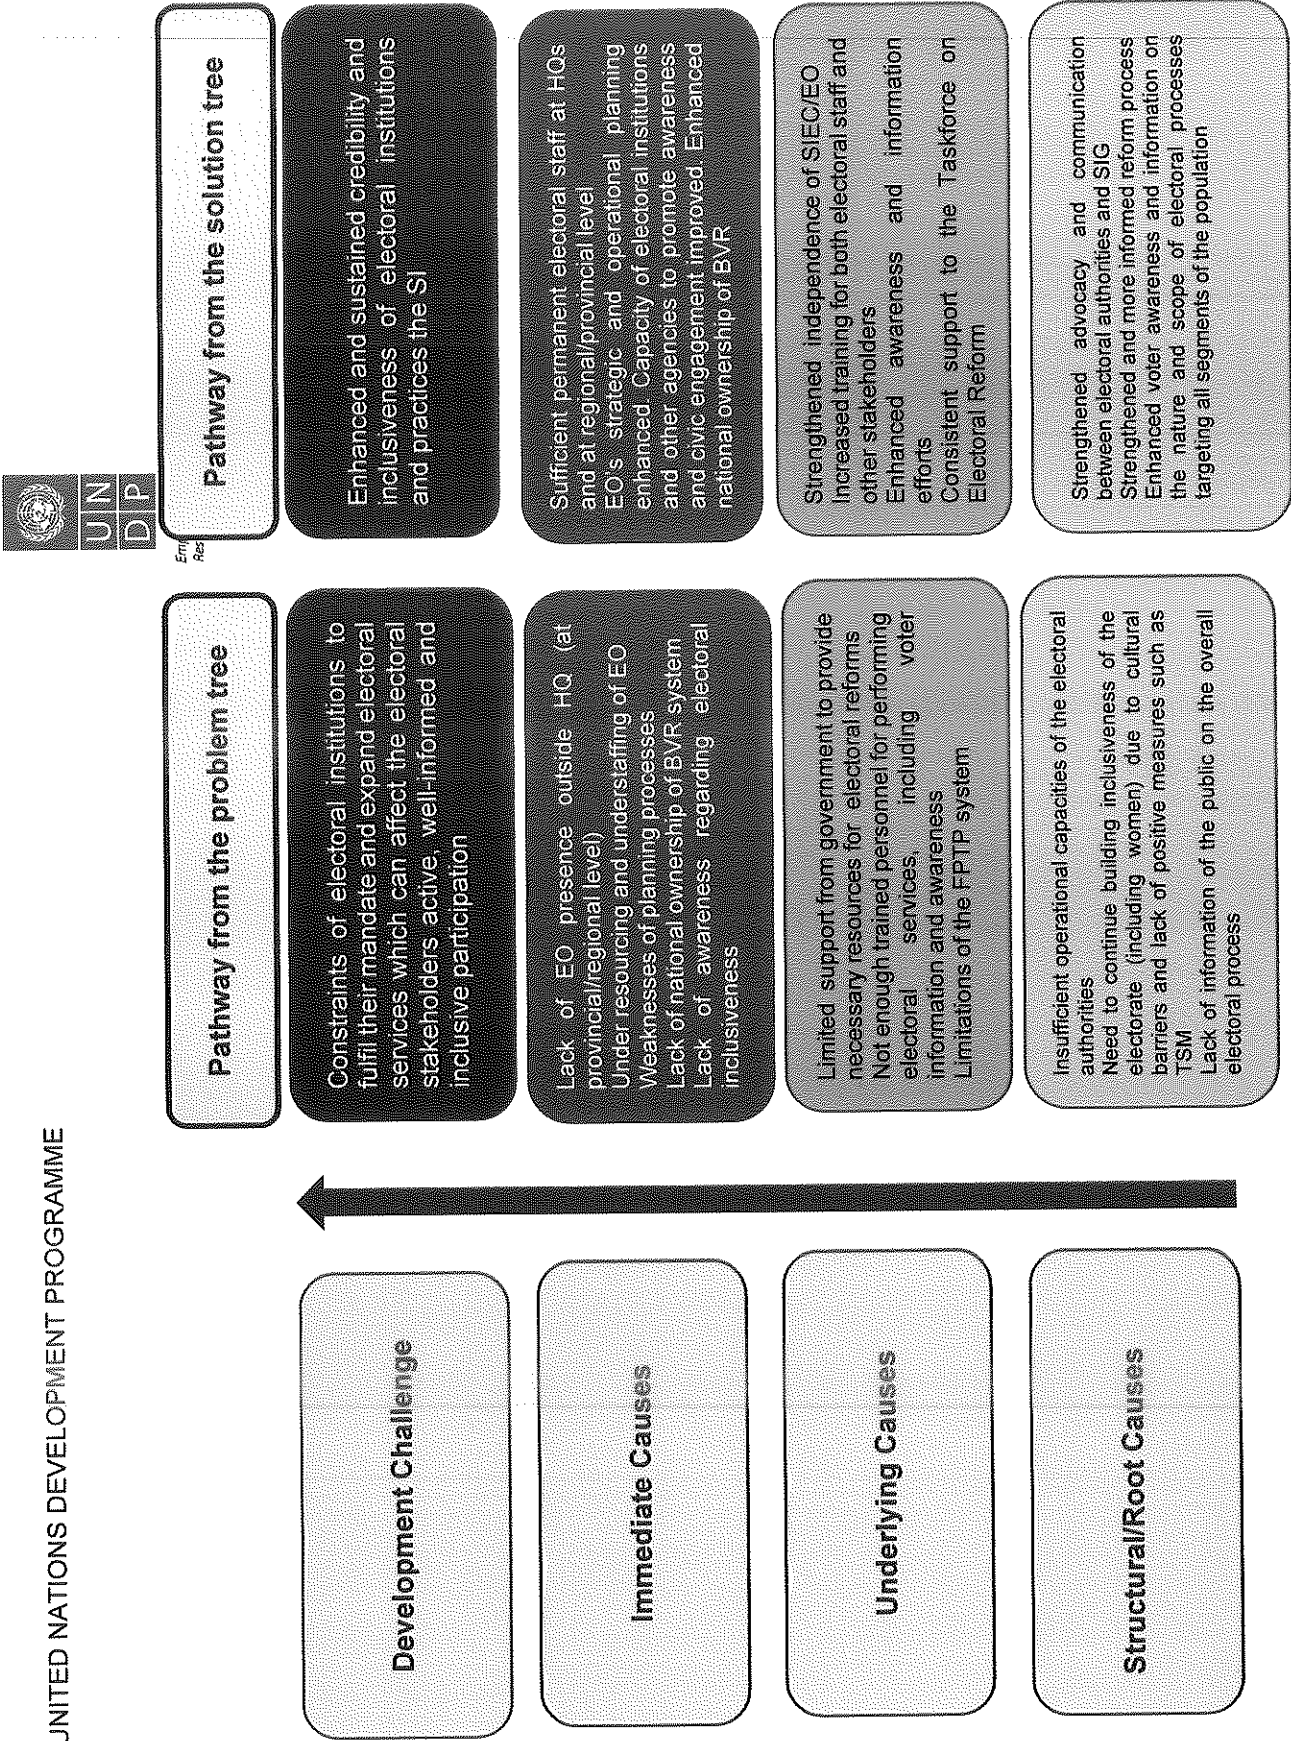 UNITED NATIONS DEVELOPMENT PROGRAMME
U N
D P
Pathway from the problem tree
Pathway from the solution tree
Development Challenge
Constraints of electoral institutions to
fulfil their mandate and expand electoral
services which can affect the electoral
stakeholders active, well-informed and
inclusive participation
Enhanced and sustained credibility and
inclusiveness of electoral institutions
and practices the SI
Immediate Causes
Lack of EO presence outside HQ (at
provincial/regional level)
Under resourcing and understaffing of EO
Weaknesses of planning processes
Lack of national ownership of BVR system
Lack of awareness regarding electoral
inclusiveness
Sufficient permanent electoral staff at HQs
and at regional/provincial level
EO's strategic and operational planning
enhanced. Capacity of electoral institutions
and other agencies to promote awareness
and civic engagement improved. Enhanced
national ownership of BVR
Underlying Causes
Limited support from government to provide
necessary resources for electoral reforms
Not enough trained personnel for performing
electoral services, including voter
information and awareness
Limitations of the FPTP system
Strengthened independence of SIEC/EO
Increased training for both electoral staff and
other stakeholders
Enhanced awareness and information
efforts
Consistent support to the Taskforce on
Electoral Reform
Structural/Root Causes
Insufficient operational capacities of the electoral
authorities
Need to continue building inclusiveness of the
electorate (including women) due to cultural
barriers and lack of positive measures such as
TSM
Lack of information of the public on the overall
electoral process
Strengthened advocacy and communication
between electoral authorities and SIG
Strengthened and more informed reform process
Enhanced voter awareness and information on
the nature and scope of electoral processes
targeting all segments of the population